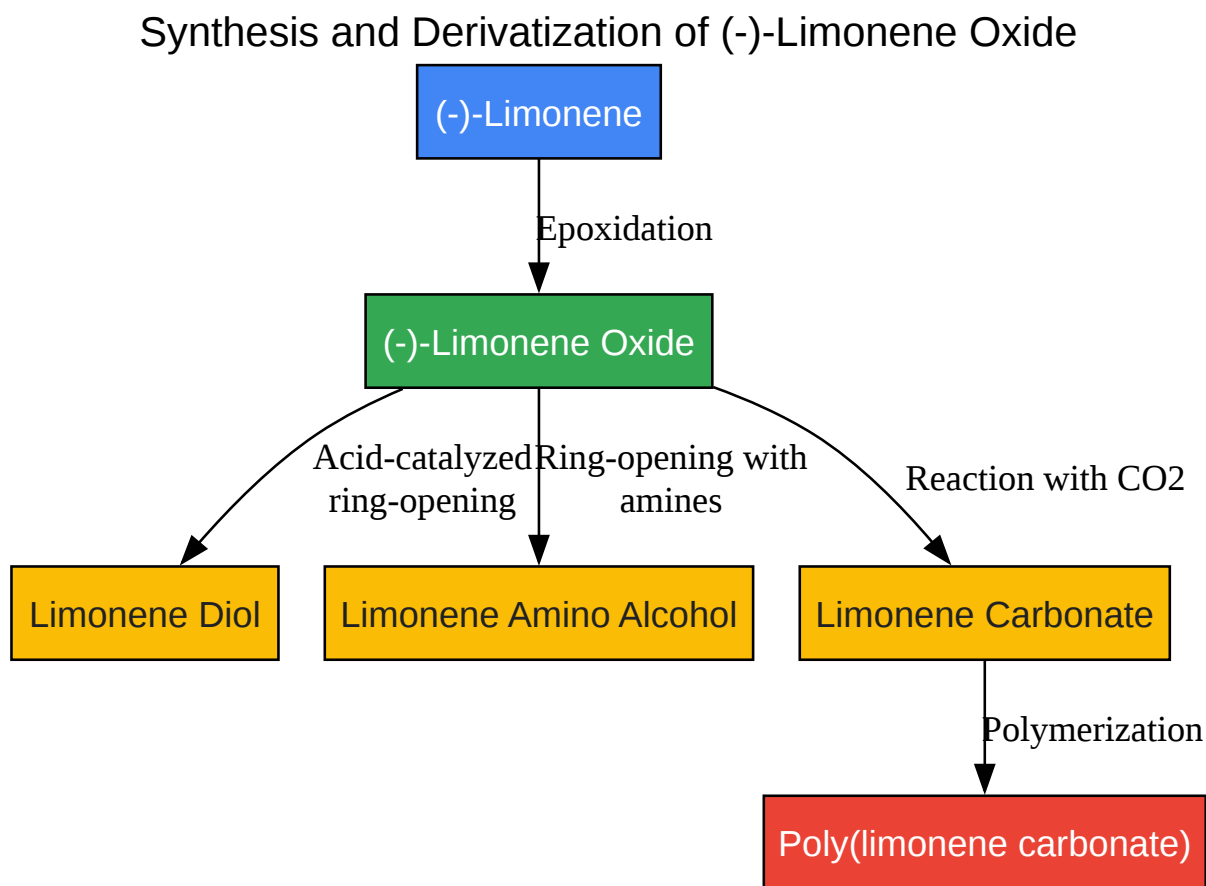 Synthesis and Derivatization of (-)-Limonene Oxide
(-)-Limonene
Epoxidation
(-)-Limonene Oxide
Acid-catalyzed
ring-opening
Ring-opening with
amines
Reaction with CO2
Limonene Diol
Limonene Amino Alcohol
Limonene Carbonate
Polymerization
Poly(limonene carbonate)